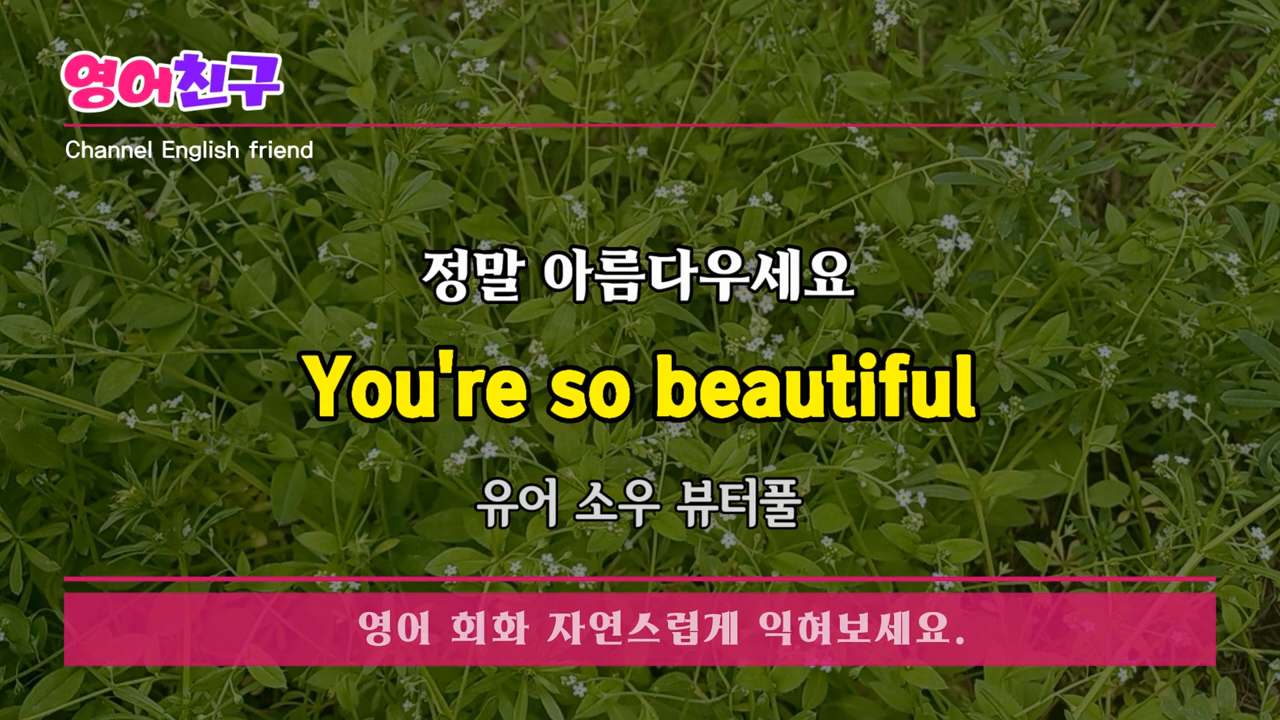 영어친구
Channel English friend
정말 아름다우세요
You're so beautiful
유어 소우 뷰터풀
영어 회화 자연스럽게 익혀보세요.